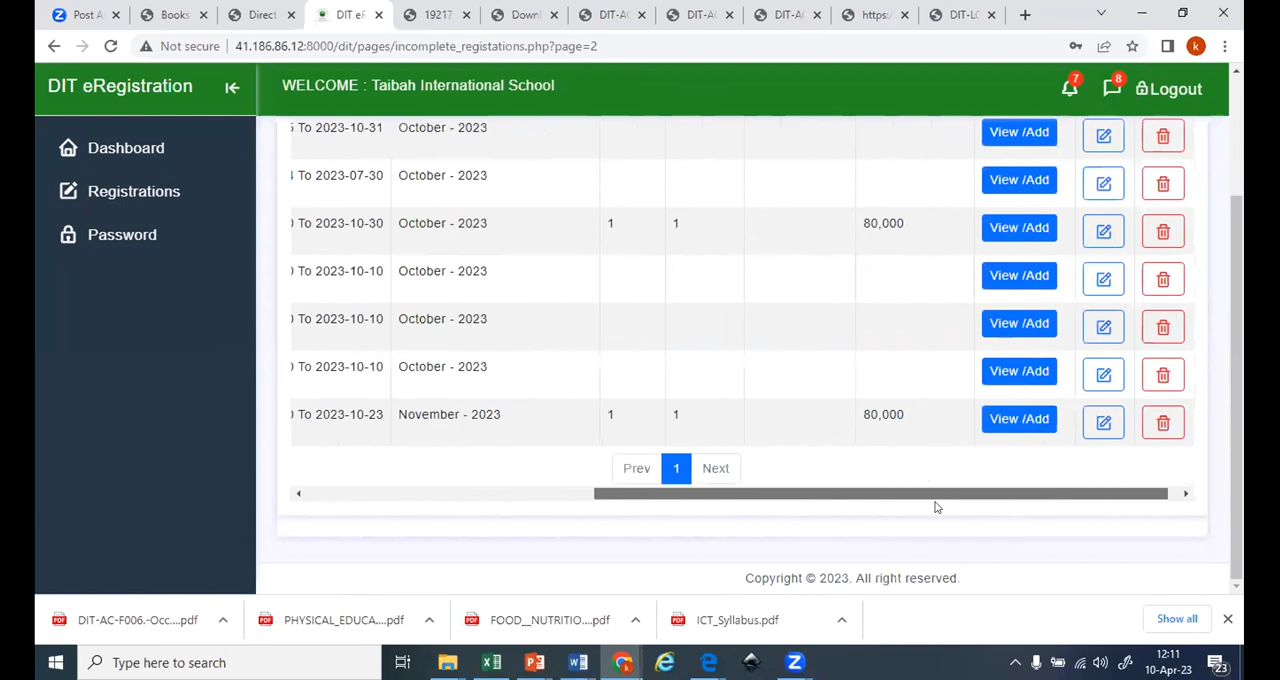 Post A
Books
Direct
DIT eR
19217
Downl
DIT-AC
DIT-AC
DIT-AC
https:/
DIT-LO
Not secure
41.186.86.12:8000/dit/pages/incomplete_registations.php?page=2
k
DIT eRegistration
WELCOME : Taibah International School
7
8
Logout
Dashboard
Registrations
Password
To 2023-10-31 October - 2023 View /Add
To 2023-07-30 October - 2023 View /Add
To 2023-10-30 October - 2023 1 1 80,000 View /Add
To 2023-10-10 October - 2023 View /Add
To 2023-10-10 October - 2023 View /Add
To 2023-10-10 October - 2023 View /Add
To 2023-10-23 November - 2023 1 1 80,000 View /Add
Prev 1 Next
Copyright © 2023. All right reserved.
DIT-AC-F006.-Occ....pdf
PHYSICAL_EDUCA....pdf
FOOD__NUTRITIO....pdf
ICT_Syllabus.pdf
Show all
Type here to search
12:11
10-Apr-23
23